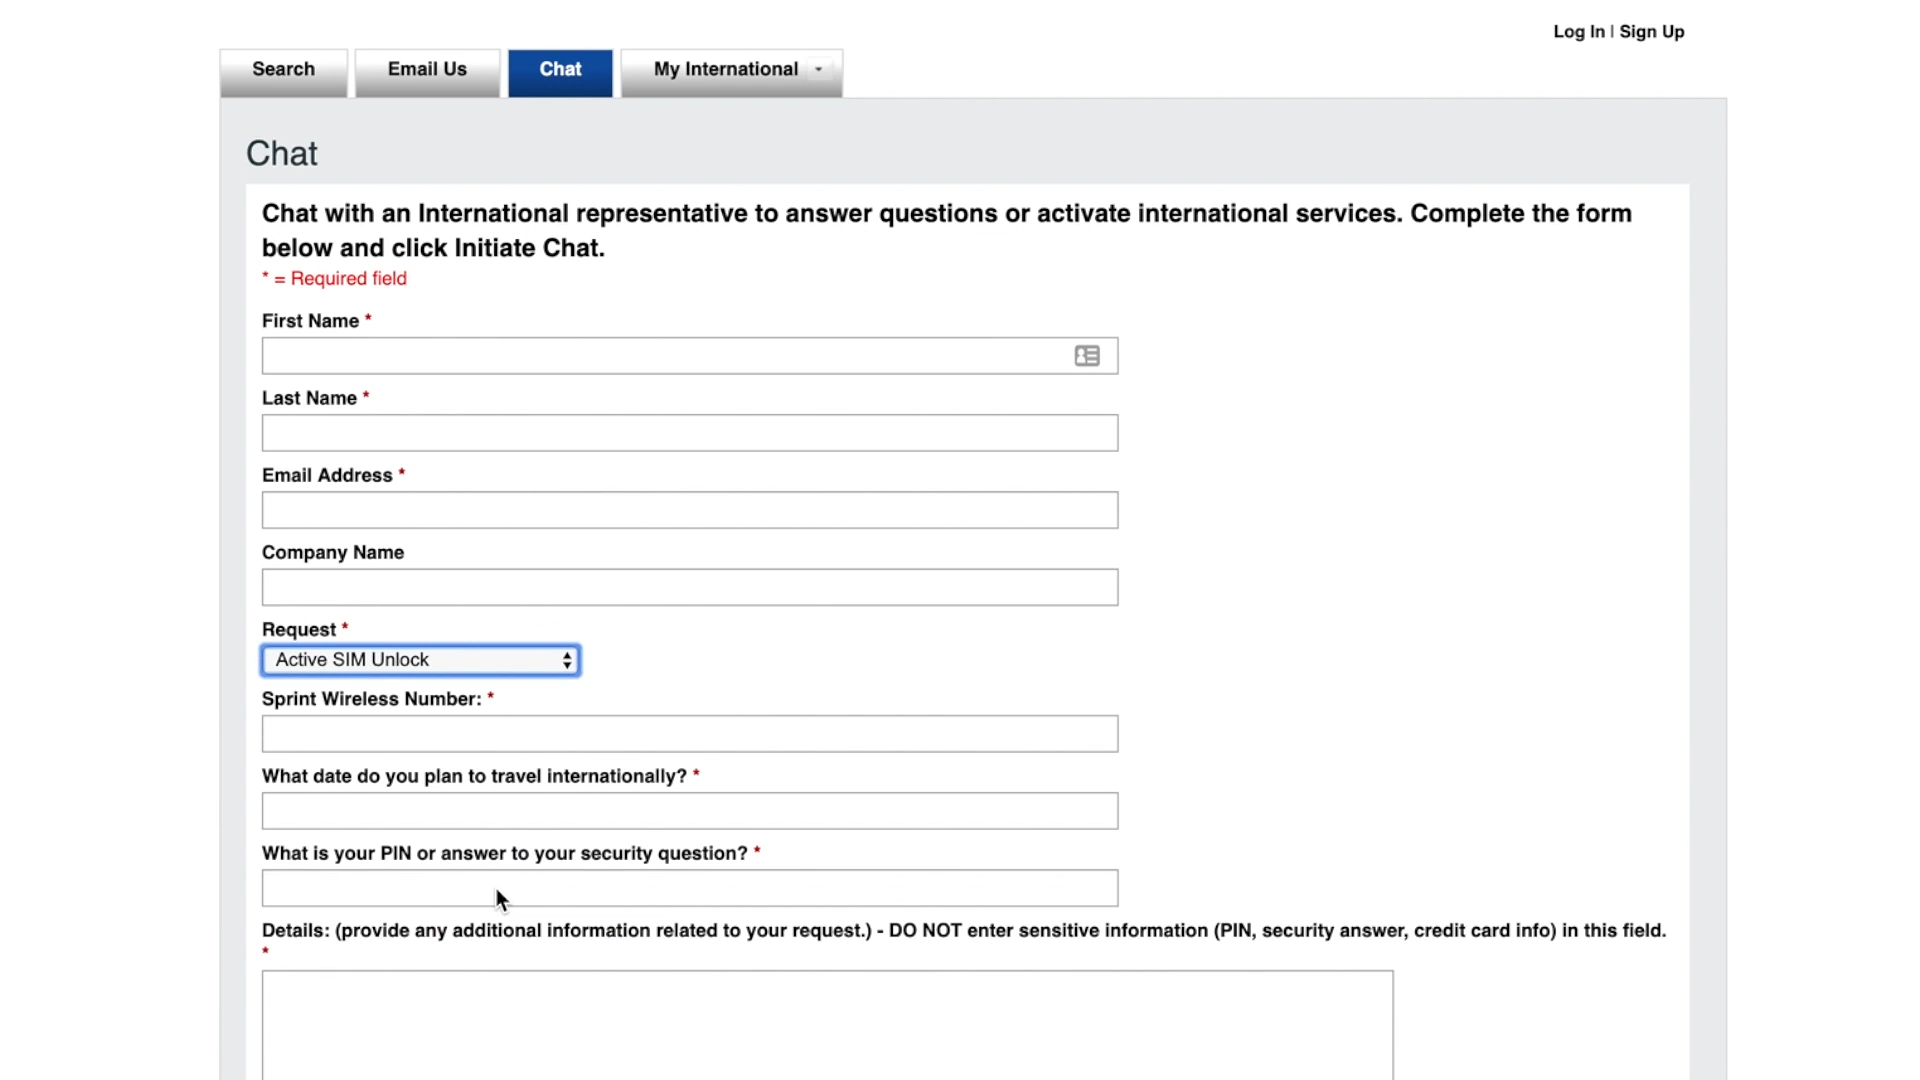 Log In | Sign Up
Search Email Us Chat My International
Chat
Chat with an International representative to answer questions or activate international services. Complete the form
below and click Initiate Chat.
* = Required field
First Name *
Last Name *
Email Address *
Company Name
Request *
Active SIM Unlock
Sprint Wireless Number: *
What date do you plan to travel internationally? *
What is your PIN or answer to your security question? *
Details: (provide any additional information related to your request.) - DO NOT enter sensitive information (PIN, security answer, credit card info) in this field.
*